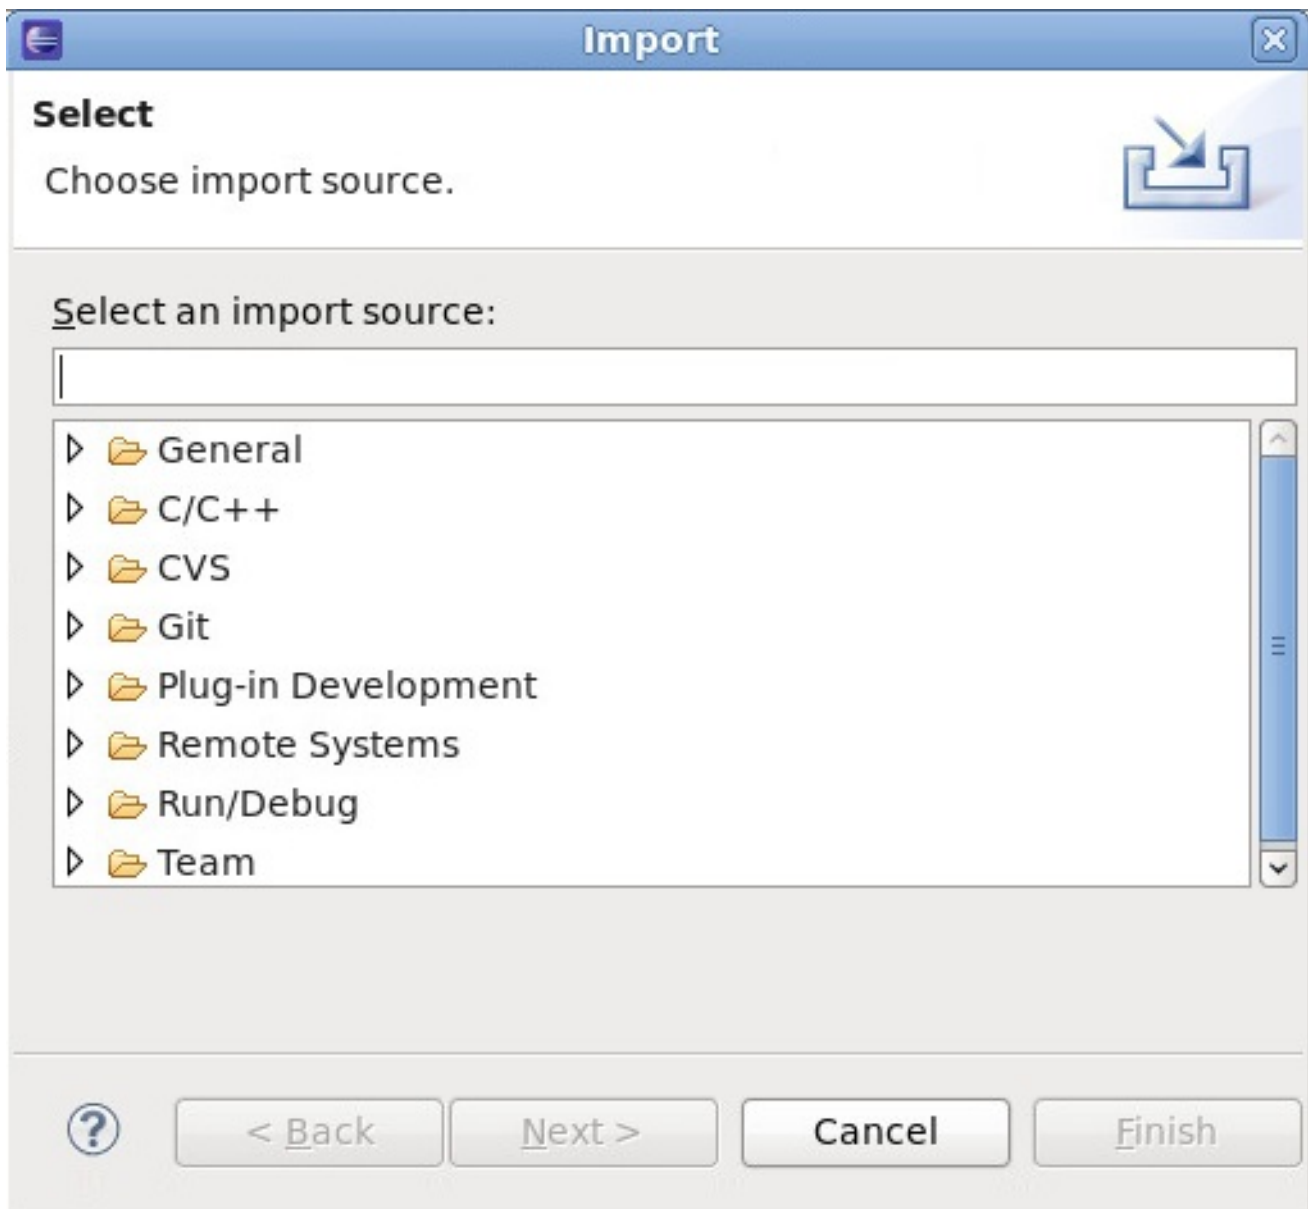 Import
Select
Choose import source.
Select an import source:
General
C/C++
CVS
Git
Plug-in Development
Remote Systems
Run/Debug
Team
? < Back Next > Cancel Finish